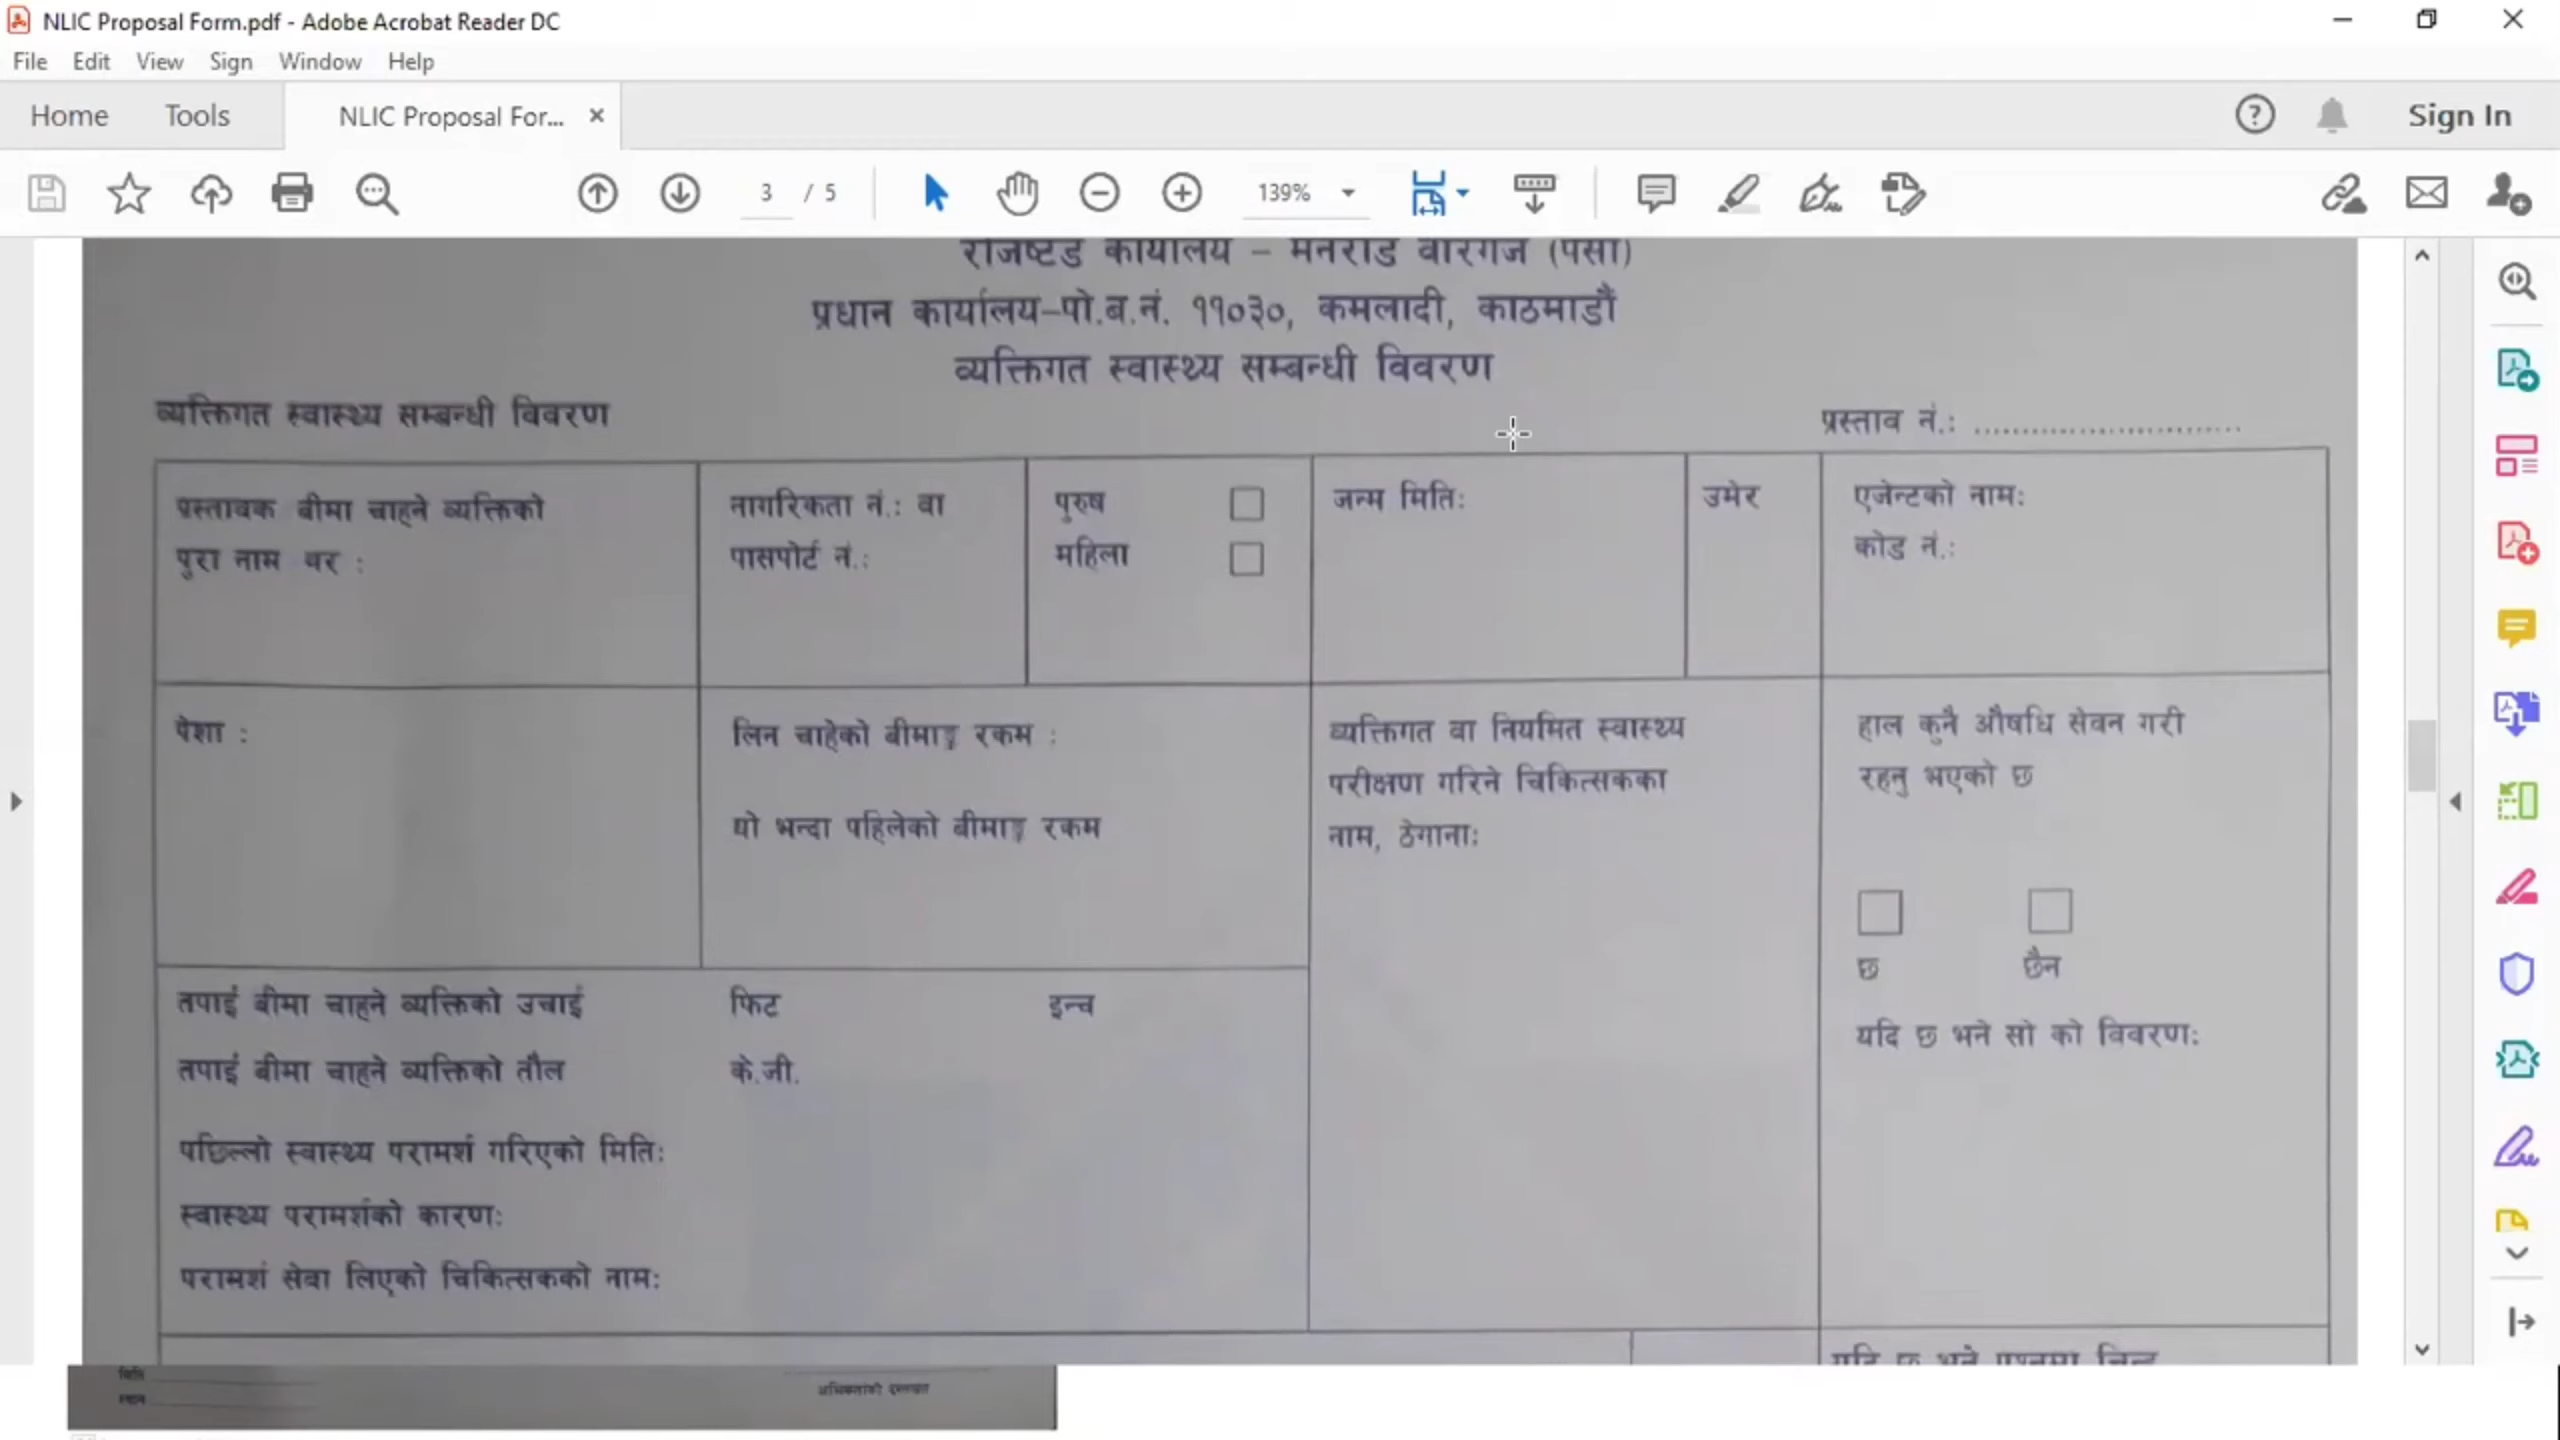 NLIC Proposal Form.pdf - Adobe Acrobat Reader DC
File Edit View Sign Window Help
Home Tools NLIC Proposal For... × Sign In
3 / 5 139%
प्रधान कार्यालय–पो.ब.नं. ११०३०, कमलादी, काठमाडौं
व्यक्तिगत स्वास्थ्य सम्बन्धी विवरण
व्यक्तिगत स्वास्थ्य सम्बन्धी विवरण
प्रस्ताव नं.: ............................
प्रस्तावक बीमा चाहने व्यक्तिको
पुरा नाम थर :
नागरिकता नं.: वा
पासपोर्ट नं.:
पुरुष
महिला
जन्म मिति:
उमेर
एजेन्टको नाम:
कोड नं.:
पेशा :
लिन चाहेको बीमाङ्क रकम :
यो भन्दा पहिलेको बीमाङ्क रकम
व्यक्तिगत वा नियमित स्वास्थ्य
परीक्षण गरिने चिकित्सकका
नाम, ठेगाना:
हाल कुनै औषधि सेवन गरी
रहनु भएको छ
छ छैन
यदि छ भने सो को विवरण:
तपाईं बीमा चाहने व्यक्तिको उचाई फिट इन्च
तपाईं बीमा चाहने व्यक्तिको तौल के.जी.
पछिल्लो स्वास्थ्य परामर्श गरिएको मिति:
स्वास्थ्य परामर्शको कारण:
परामर्श सेवा लिएको चिकित्सकको नाम: